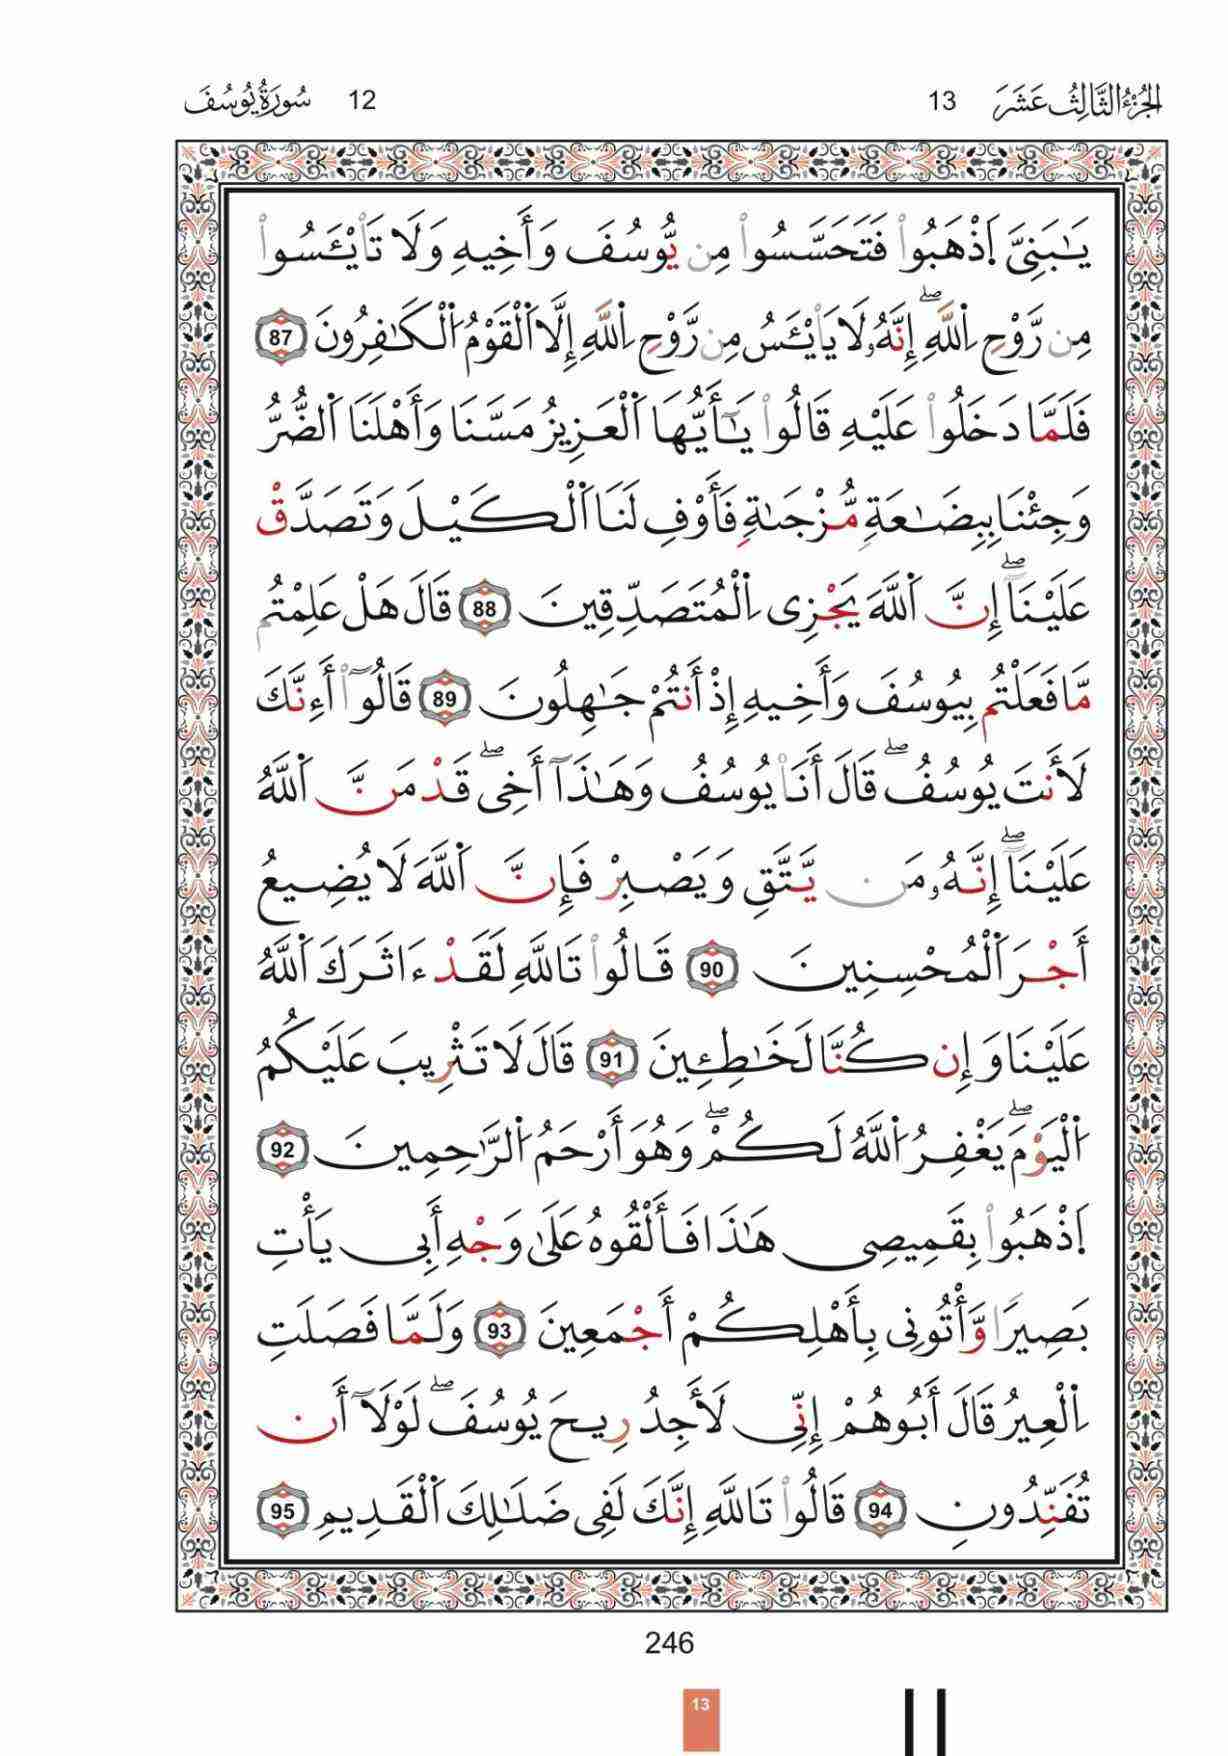 الجُزْءُ الثَّالِثُ عَشَرَ 13 12 سُورَةُ يُوسُفَ
يَـٰبَنِىَّ ٱذْهَبُوا۟ فَتَحَسَّسُوا۟ مِن يُّوسُفَ وَأَخِيهِ وَلَا تَا۟يْـَٔسُوا۟
مِن رَّوْحِ ٱللَّهِ ۖ إِنَّهُۥ لَا يَا۟يْـَٔسُ مِن رَّوْحِ ٱللَّهِ إِلَّا ٱلْقَوْمُ ٱلْكَـٰفِرُونَ 87
فَلَمَّا دَخَلُوا۟ عَلَيْهِ قَالُوا۟ يَـٰٓأَيُّهَا ٱلْعَزِيزُ مَسَّنَا وَأَهْلَنَا ٱلضُّرُّ
وَجِئْنَا بِبِضَـٰعَةٍ مُّزْجَىٰةٍ فَأَوْفِ لَنَا ٱلْكَيْلَ وَتَصَدَّقْ
عَلَيْنَآ ۖ إِنَّ ٱللَّهَ يَجْزِى ٱلْمُتَصَدِّقِينَ 88 قَالَ هَلْ عَلِمْتُم
مَّا فَعَلْتُم بِيُوسُفَ وَأَخِيهِ إِذْ أَنتُمْ جَـٰهِلُونَ 89 قَالُوٓا۟ أَءِنَّكَ
لَأَنتَ يُوسُفُ ۖ قَالَ أَنَا۠ يُوسُفُ وَهَـٰذَآ أَخِى ۖ قَدْ مَنَّ ٱللَّهُ
عَلَيْنَآ ۖ إِنَّهُۥ مَن يَتَّقِ وَيَصْبِرْ فَإِنَّ ٱللَّهَ لَا يُضِيعُ
أَجْرَ ٱلْمُحْسِنِينَ 90 قَالُوا۟ تَٱللَّهِ لَقَدْ ءَاثَرَكَ ٱللَّهُ
عَلَيْنَا وَإِن كُنَّا لَخَـٰطِـِٔينَ 91 قَالَ لَا تَثْرِيبَ عَلَيْكُمُ
ٱلْيَوْمَ ۖ يَغْفِرُ ٱللَّهُ لَكُمْ ۖ وَهُوَ أَرْحَمُ ٱلرَّٰحِمِينَ 92
ٱذْهَبُوا۟ بِقَمِيصِى هَـٰذَا فَأَلْقُوهُ عَلَىٰ وَجْهِ أَبِى يَأْتِ
بَصِيرًا وَأْتُونِى بِأَهْلِكُمْ أَجْمَعِينَ 93 وَلَمَّا فَصَلَتِ
ٱلْعِيرُ قَالَ أَبُوهُمْ إِنِّى لَأَجِدُ رِيحَ يُوسُفَ ۖ لَوْلَآ أَن
تُفَنِّدُونِ 94 قَالُوا۟ تَٱللَّهِ إِنَّكَ لَفِى ضَلَـٰلِكَ ٱلْقَدِيمِ 95
246
13